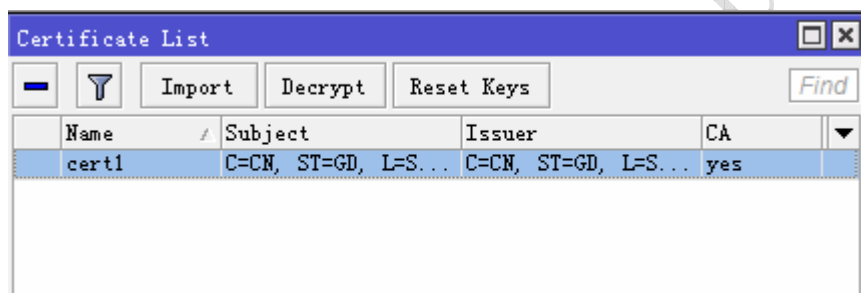 Certificate List
Import Decrypt Reset Keys Find
Name Subject Issuer CA
cert1 C=CN, ST=GD, L=S... C=CN, ST=GD, L=S... yes